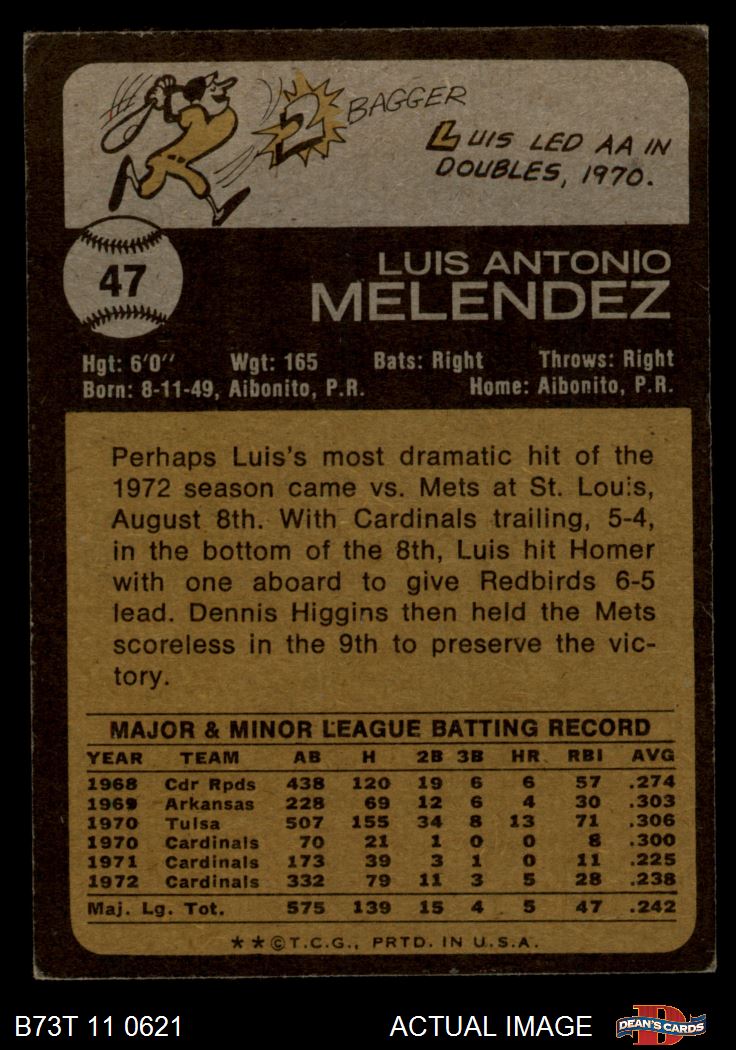 2 BAGGER
LUIS LED AA IN
DOUBLES, 1970.
47
LUIS ANTONIO
MELENDEZ
Hgt: 6'0" Wgt: 165 Bats: Right Throws: Right
Born: 8-11-49, Aibonito, P.R. Home: Aibonito, P.R.
Perhaps Luis's most dramatic hit of the
1972 season came vs. Mets at St. Louis,
August 8th. With Cardinals trailing, 5-4,
in the bottom of the 8th, Luis hit Homer
with one aboard to give Redbirds 6-5
lead. Dennis Higgins then held the Mets
scoreless in the 9th to preserve the vic-
tory.
MAJOR & MINOR LEAGUE BATTING RECORD
YEAR TEAM AB H 2B 3B HR RBI AVG
1968 Cdr Rpds 438 120 19 6 6 57 .274
1969 Arkansas 228 69 12 6 4 30 .303
1970 Tulsa 507 155 34 8 13 71 .306
1970 Cardinals 70 21 1 0 0 8 .300
1971 Cardinals 173 39 3 1 0 11 .225
1972 Cardinals 332 79 11 3 5 28 .238
Maj. Lg. Tot. 575 139 15 4 5 47 .242
★★©T.C.G., PRTD. IN U.S.A.
B73T 11 0621 ACTUAL IMAGE D DEAN'S CARDS